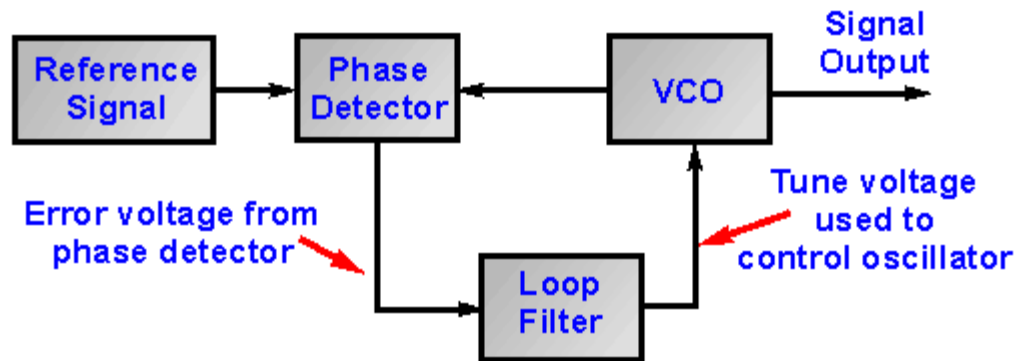 Reference
Signal
Phase
Detector
VCO
Signal
Output
Error voltage from
phase detector
Tune voltage
used to
control oscillator
Loop
Filter